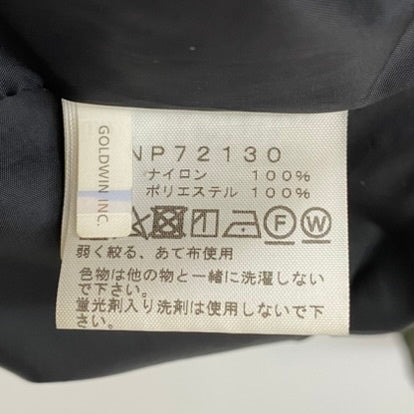 GOLDWIN INC.
NP72130
ナイロン 100%
ポリエステル 100%
F W
弱く絞る、あて布使用
色物は他の物と一緒に洗濯しない
で下さい。
蛍光剤入り洗剤は使用しないで下
さい。